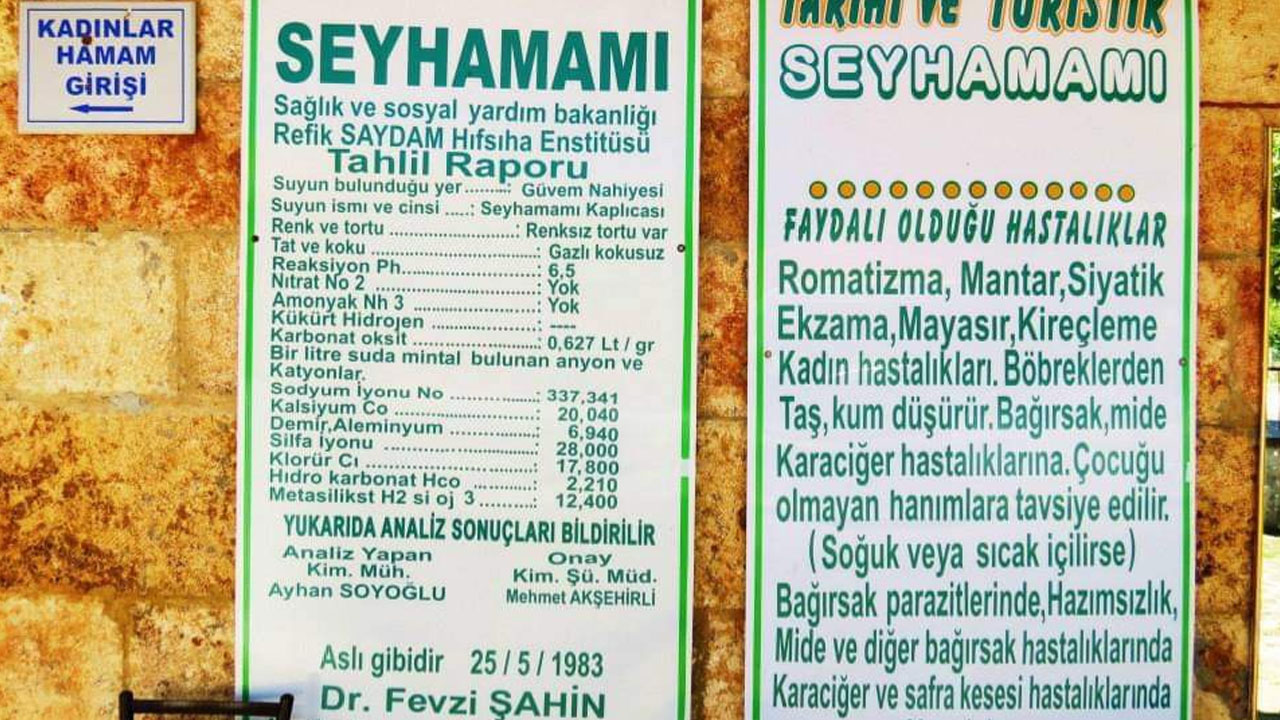 KADINLAR
HAMAM
GİRİŞİ
SEYHAMAMI
Sağlık ve sosyal yardım bakanlığı
Refik SAYDAM Hıfsıha Enstitüsü
Tahlil Raporu
Suyun bulunduğu yer.........: Güvem Nahiyesi
Suyun ismı ve cinsi .....: Seyhamamı Kaplıcası
Renk ve tortu ......................: Renksız tortu var
Tat ve koku .............................: Gazlı kokusuz
Reaksiyon Ph........................: 6,5
Nıtrat No 2 ............................: Yok
Amonyak Nh 3 ......................: Yok
Kükürt Hidrojen ..................: ----
Karbonat oksit ......................: 0,627 Lt / gr
Bir litre suda mintal bulunan anyon ve
Katyonlar.
Sodyum İyonu No ...............: 337,341
Kalsiyum Co .........................: 20,040
Demir,Aleminyum ................: 6,940
Silfa İyonu ...........................: 28,000
Klorür Cı ..............................: 17,800
Hıdro karbonat Hco .............: 2,210
Metasilikst H2 si oj 3 ..........: 12,400
YUKARIDA ANALİZ SONUÇLARI BİLDİRİLİR
Analiz Yapan Onay
Kim. Müh. Kim. Şü. Müd.
Ayhan SOYOĞLU Mehmet AKŞEHİRLİ
Aslı gibidir 25 / 5 / 1983
Dr. Fevzi ŞAHİN
TARİHİ ve TURİSTİK
SEYHAMAMI
FAYDALI OLDUĞU HASTALIKLAR
Romatizma, Mantar,Siyatik
Ekzama,Mayasır,Kireçleme
Kadın hastalıkları. Böbreklerden
Taş, kum düşürür.Bağırsak,mide
Karaciğer hastalıklarına.Çocuğu
olmayan hanımlara tavsiye edilir.
(Soğuk veya sıcak içilirse)
Bağırsak parazitlerinde,Hazımsızlık,
Mide ve diğer bağırsak hastalıklarında
Karaciğer ve safra kesesi hastalıklarında